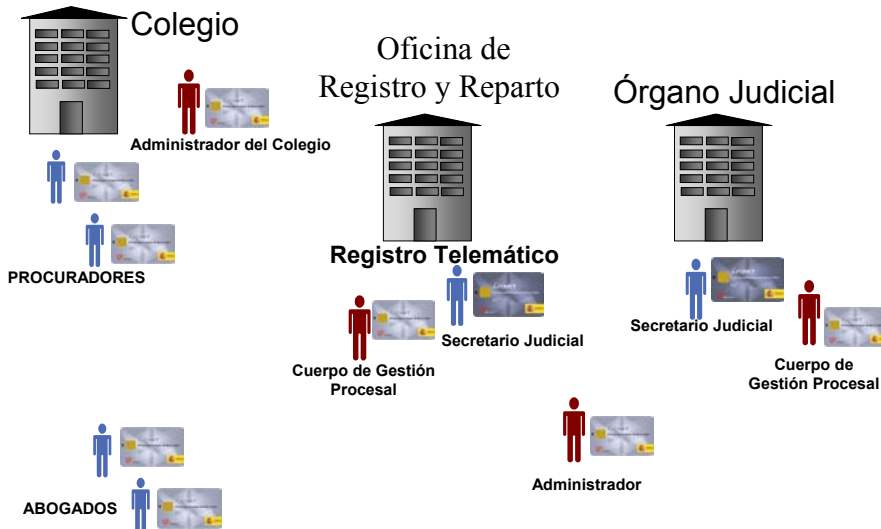 Colegio
Administrador del Colegio
PROCURADORES
Oficina de
Registro y Reparto
Registro Telemático
Secretario Judicial
Cuerpo de Gestión
Procesal
Órgano Judicial
Secretario Judicial
Cuerpo de
Gestión Procesal
Administrador
ABOGADOS